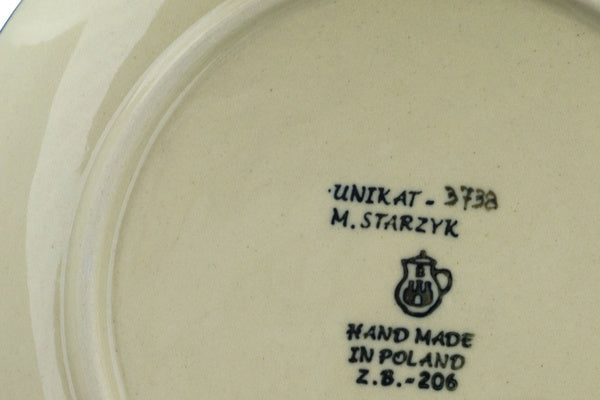 UNIKAT - 3738
M. STARZYK
B
HAND MADE
IN POLAND
Z.B.-206